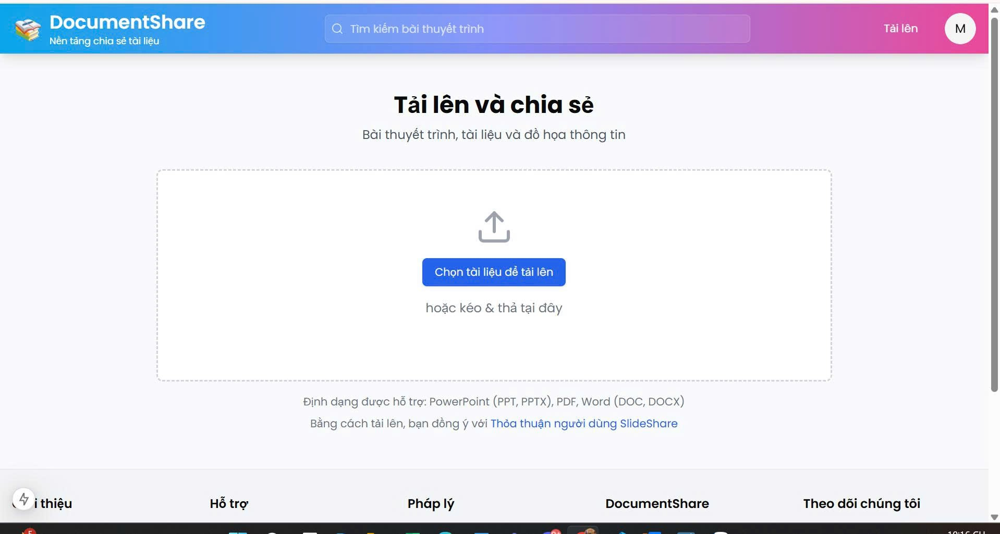 DocumentShare
Nền tảng chia sẻ tài liệu
Tìm kiếm bài thuyết trình
Tải lên
M
Tải lên và chia sẻ
Bài thuyết trình, tài liệu và đồ họa thông tin
Chọn tài liệu để tải lên
hoặc kéo & thả tại đây
Định dạng được hỗ trợ: PowerPoint (PPT, PPTX), PDF, Word (DOC, DOCX)
Bằng cách tải lên, bạn đồng ý với Thỏa thuận người dùng SlideShare
thiệu
Hỗ trợ
Pháp lý
DocumentShare
Theo dõi chúng tôi